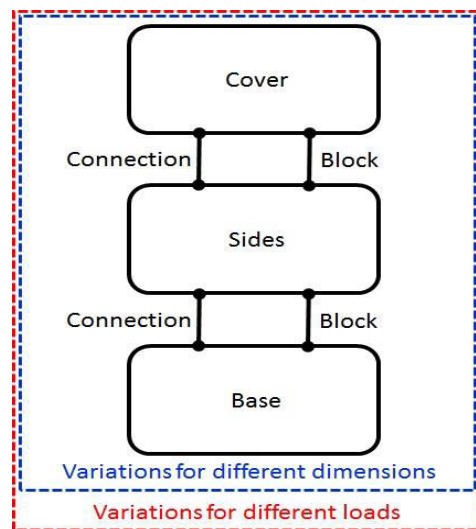 Cover
Connection Block
Sides
Connection Block
Base
Variations for different dimensions
Variations for different loads